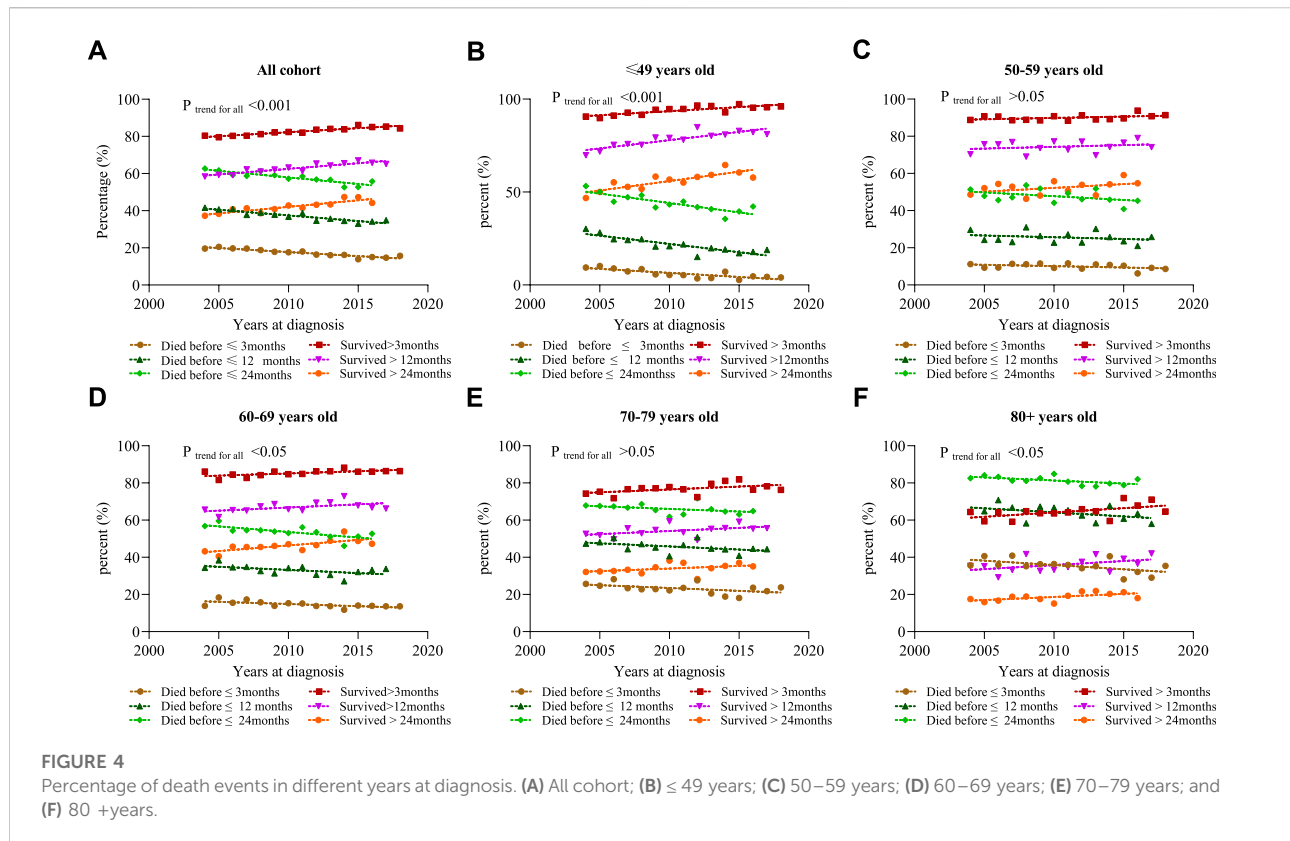 A
All cohort
P trend for all <0.001
100
80
60
40
20
0
Percentage (%)
2000 2005 2010 2015 2020
Years at diagnosis
Died before ⩽ 3months Survived>3months
Died before ⩽ 12 months Survived > 12months
Died before ⩽ 24months Survived > 24months
B
⩽49 years old
P trend for all <0.001
100
50
0
percent (%)
2000 2005 2010 2015 2020
Years at diagnosis
Died before ≤ 3months Survived > 3months
Died before ≤ 12 months Survived >12months
Died before ≤ 24monthss Survived > 24months
C
50-59 years old
P trend for all >0.05
100
80
60
40
20
0
percent (%)
2000 2005 2010 2015 2020
Years at diagnosis
Died before ≤ 3months Survived > 3months
Died before ≤ 12 months Survived > 12months
Died before ≤ 24months Survived > 24months
D
60-69 years old
P trend for all <0.05
100
80
60
40
20
0
percent (%)
2000 2005 2010 2015 2020
Years at diagnosis
Died before ≤ 3months Survived>3months
Died before ≤ 12 months Survived>12months
Died before ≤ 24months Survived > 24months
E
70-79 years old
P trend for all >0.05
100
80
60
40
20
0
percent (%)
2000 2005 2010 2015 2020
Years at diagnosis
Died before ≤ 3months Survived > 3months
Died before ≤ 12 months Survived > 12months
Died before ≤ 24months Survived > 24months
F
80+ years old
P trend for all <0.05
100
80
60
40
20
0
percent (%)
2000 2005 2010 2015 2020
Years at diagnosis
Died before ≤ 3months Survived > 3months
Died before ≤ 12 months Survived > 12months
Died before ≤ 24months Survived > 24months
FIGURE 4
Percentage of death events in different years at diagnosis. (A) All cohort; (B) ≤ 49 years; (C) 50–59 years; (D) 60–69 years; (E) 70–79 years; and
(F) 80 +years.